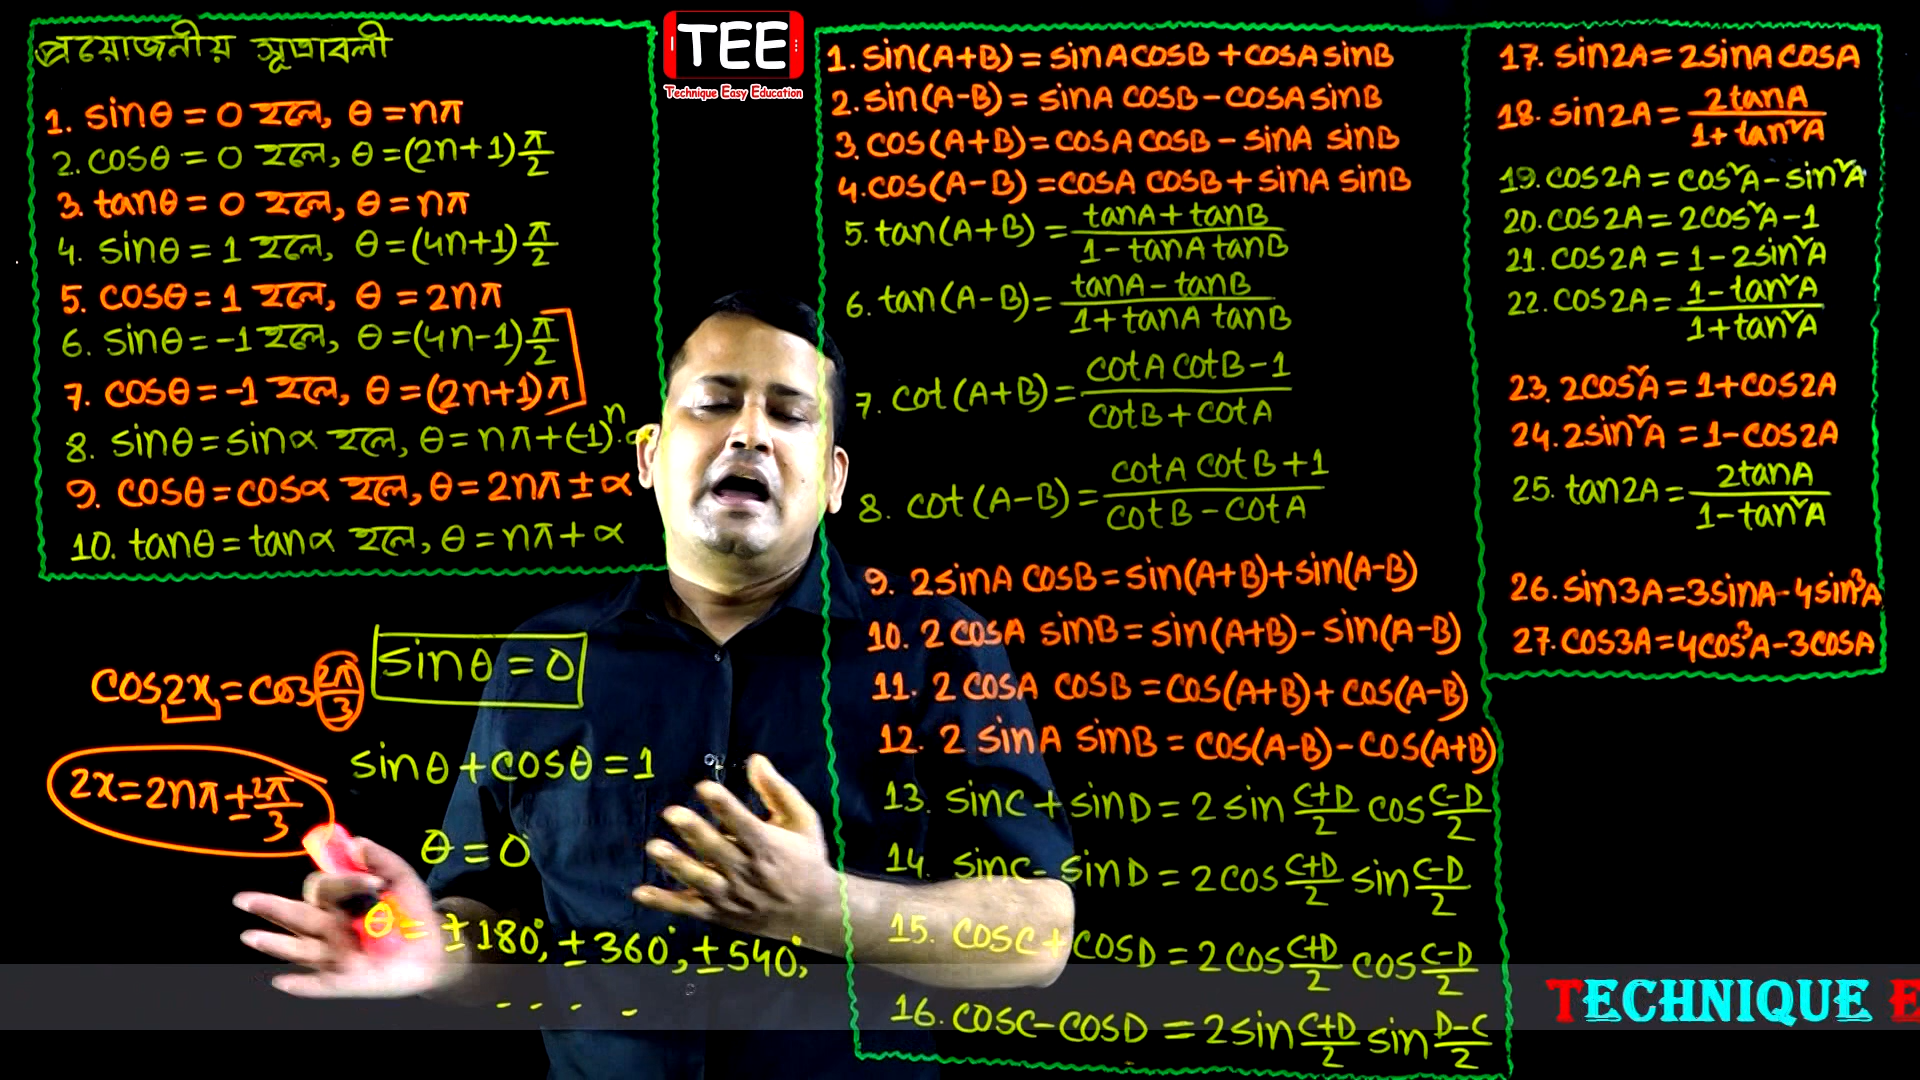 প্রয়োজনীয় সূত্রাবলী
1. sinθ = 0 হলে, θ = nπ
2. cosθ = 0 হলে, θ = (2n+1)π/2
3. tanθ = 0 হলে, θ = nπ
4. sinθ = 1 হলে, θ = (4n+1)π/2
5. cosθ = 1 হলে, θ = 2nπ
6. sinθ = -1 হলে, θ = (4n-1)π/2
7. cosθ = -1 হলে, θ = (2n+1)π
8. sinθ = sinα হলে, θ = nπ+(-1)ⁿ.α
9. cosθ = cosα হলে, θ = 2nπ ± α
10. tanθ = tanα হলে, θ = nπ + α
cos2x = cos 2π/3
2x = 2nπ ± 2π/3
sinθ = 0
sinθ + cosθ = 1
θ = 0
θ = ±180°, ±360°, ±540°,
- - - -
TEE
Technique Easy Education
1. sin(A+B) = sinA cosB + cosA sinB
2. sin(A-B) = sinA cosB - cosA sinB
3. cos(A+B) = cosA cosB - sinA sinB
4. cos(A-B) = cosA cosB + sinA sinB
5. tan(A+B) = (tanA + tanB)/(1 - tanA tanB)
6. tan(A-B) = (tanA - tanB)/(1 + tanA tanB)
7. cot(A+B) = (cotA cotB - 1)/(cotB + cotA)
8. cot(A-B) = (cotA cotB + 1)/(cotB - cotA)
9. 2sinA cosB = sin(A+B) + sin(A-B)
10. 2cosA sinB = sin(A+B) - sin(A-B)
11. 2cosA cosB = cos(A+B) + cos(A-B)
12. 2sinA sinB = cos(A-B) - cos(A+B)
13. sinC + sinD = 2 sin (C+D)/2 cos (C-D)/2
14. sinC - sinD = 2cos (C+D)/2 sin (C-D)/2
15. cosC + cosD = 2cos (C+D)/2 cos (C-D)/2
16. cosC - cosD = 2sin (C+D)/2 sin (D-C)/2
17. sin2A = 2sinA cosA
18. sin2A = 2tanA/(1+tan²A)
19. cos2A = cos²A - sin²A
20. cos2A = 2cos²A - 1
21. cos2A = 1 - 2sin²A
22. cos2A = (1-tan²A)/(1+tan²A)
23. 2cos²A = 1 + cos2A
24. 2sin²A = 1 - cos2A
25. tan2A = 2tanA/(1-tan²A)
26. sin3A = 3sinA - 4sin³A
27. cos3A = 4cos³A - 3cosA
TECHNIQUE E